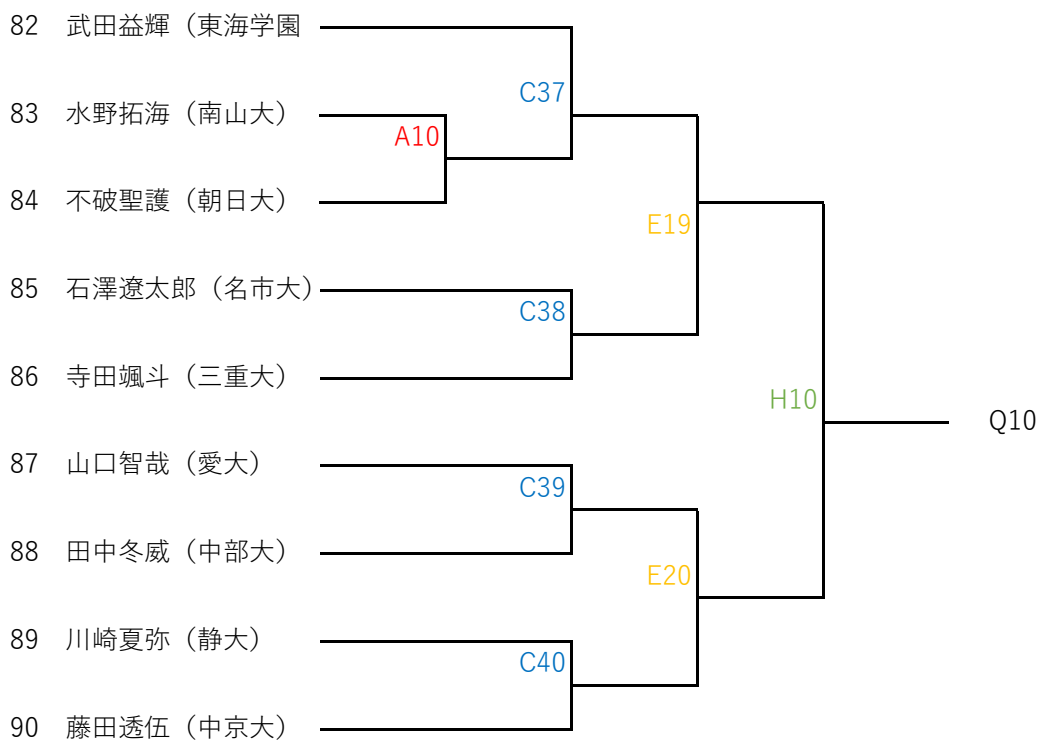 82 武田益輝（東海学園
C37
83 水野拓海（南山大）
A10
84 不破聖護（朝日大）
E19
85 石澤遼太郎（名市大）
C38
86 寺田颯斗（三重大）
H10
Q10
87 山口智哉（愛大）
C39
88 田中冬威（中部大）
E20
89 川崎夏弥（静大）
C40
90 藤田透伍（中京大）